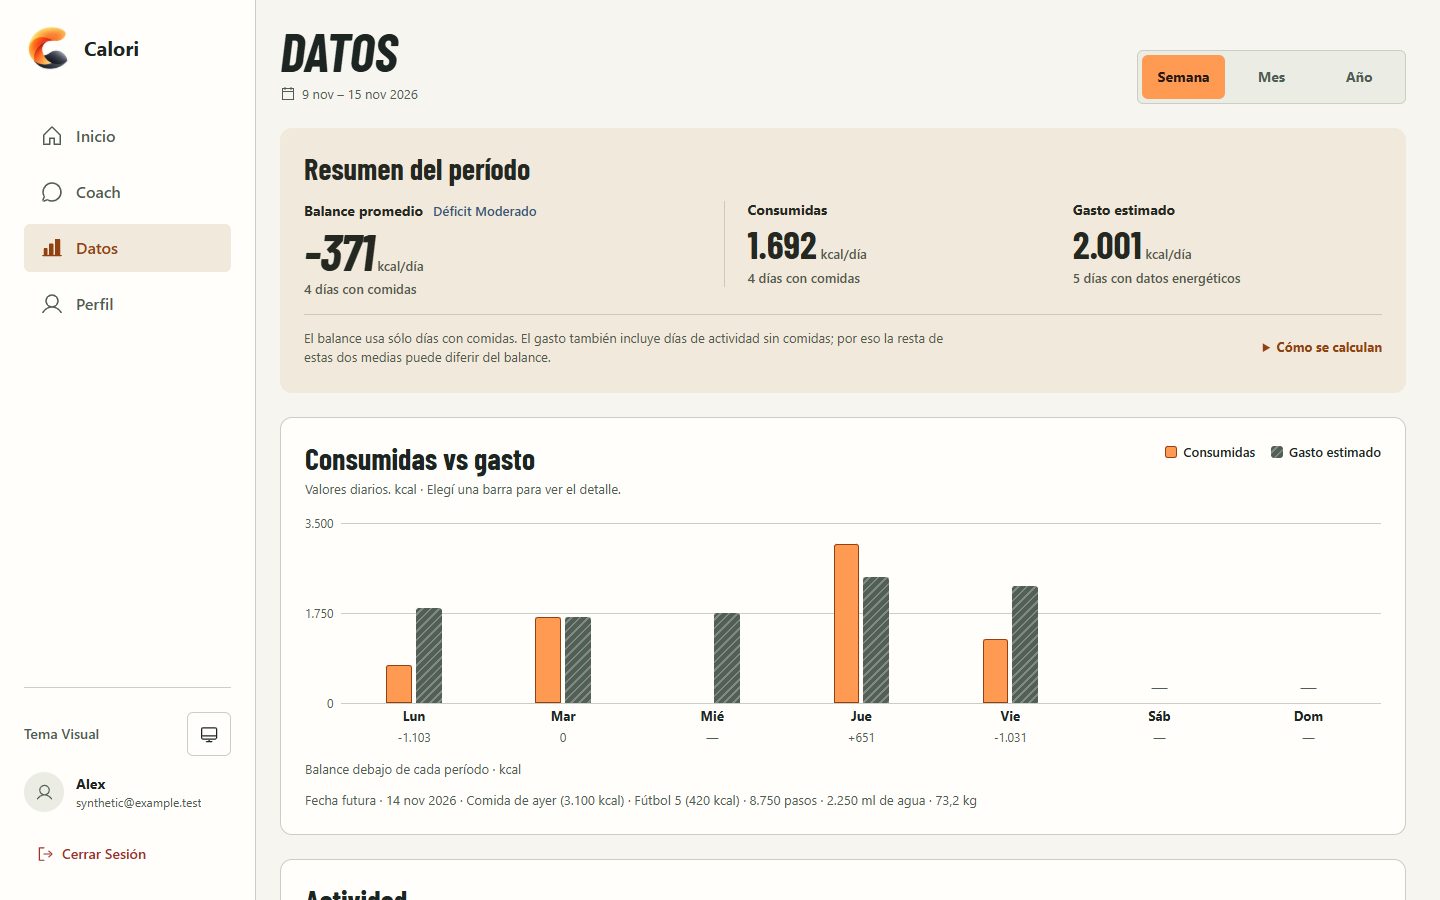 Calori
Inicio
Coach
Datos
Perfil
Tema Visual
Alex
synthetic@example.test
Cerrar Sesión
DATOS
9 nov – 15 nov 2026
Semana Mes Año
Resumen del período
Balance promedio Déficit Moderado
-371 kcal/día
4 días con comidas
Consumidas
1.692 kcal/día
4 días con comidas
Gasto estimado
2.001 kcal/día
5 días con datos energéticos
El balance usa sólo días con comidas. El gasto también incluye días de actividad sin comidas; por eso la resta de
estas dos medias puede diferir del balance.
Cómo se calculan
Consumidas vs gasto
Consumidas Gasto estimado
Valores diarios. kcal · Elegí una barra para ver el detalle.
3.500
1.750
0
Lun Mar Mié Jue Vie Sáb Dom
-1.103 0 — +651 -1.031 — —
Balance debajo de cada período · kcal
Fecha futura · 14 nov 2026 · Comida de ayer (3.100 kcal) · Fútbol 5 (420 kcal) · 8.750 pasos · 2.250 ml de agua · 73,2 kg
Actividad